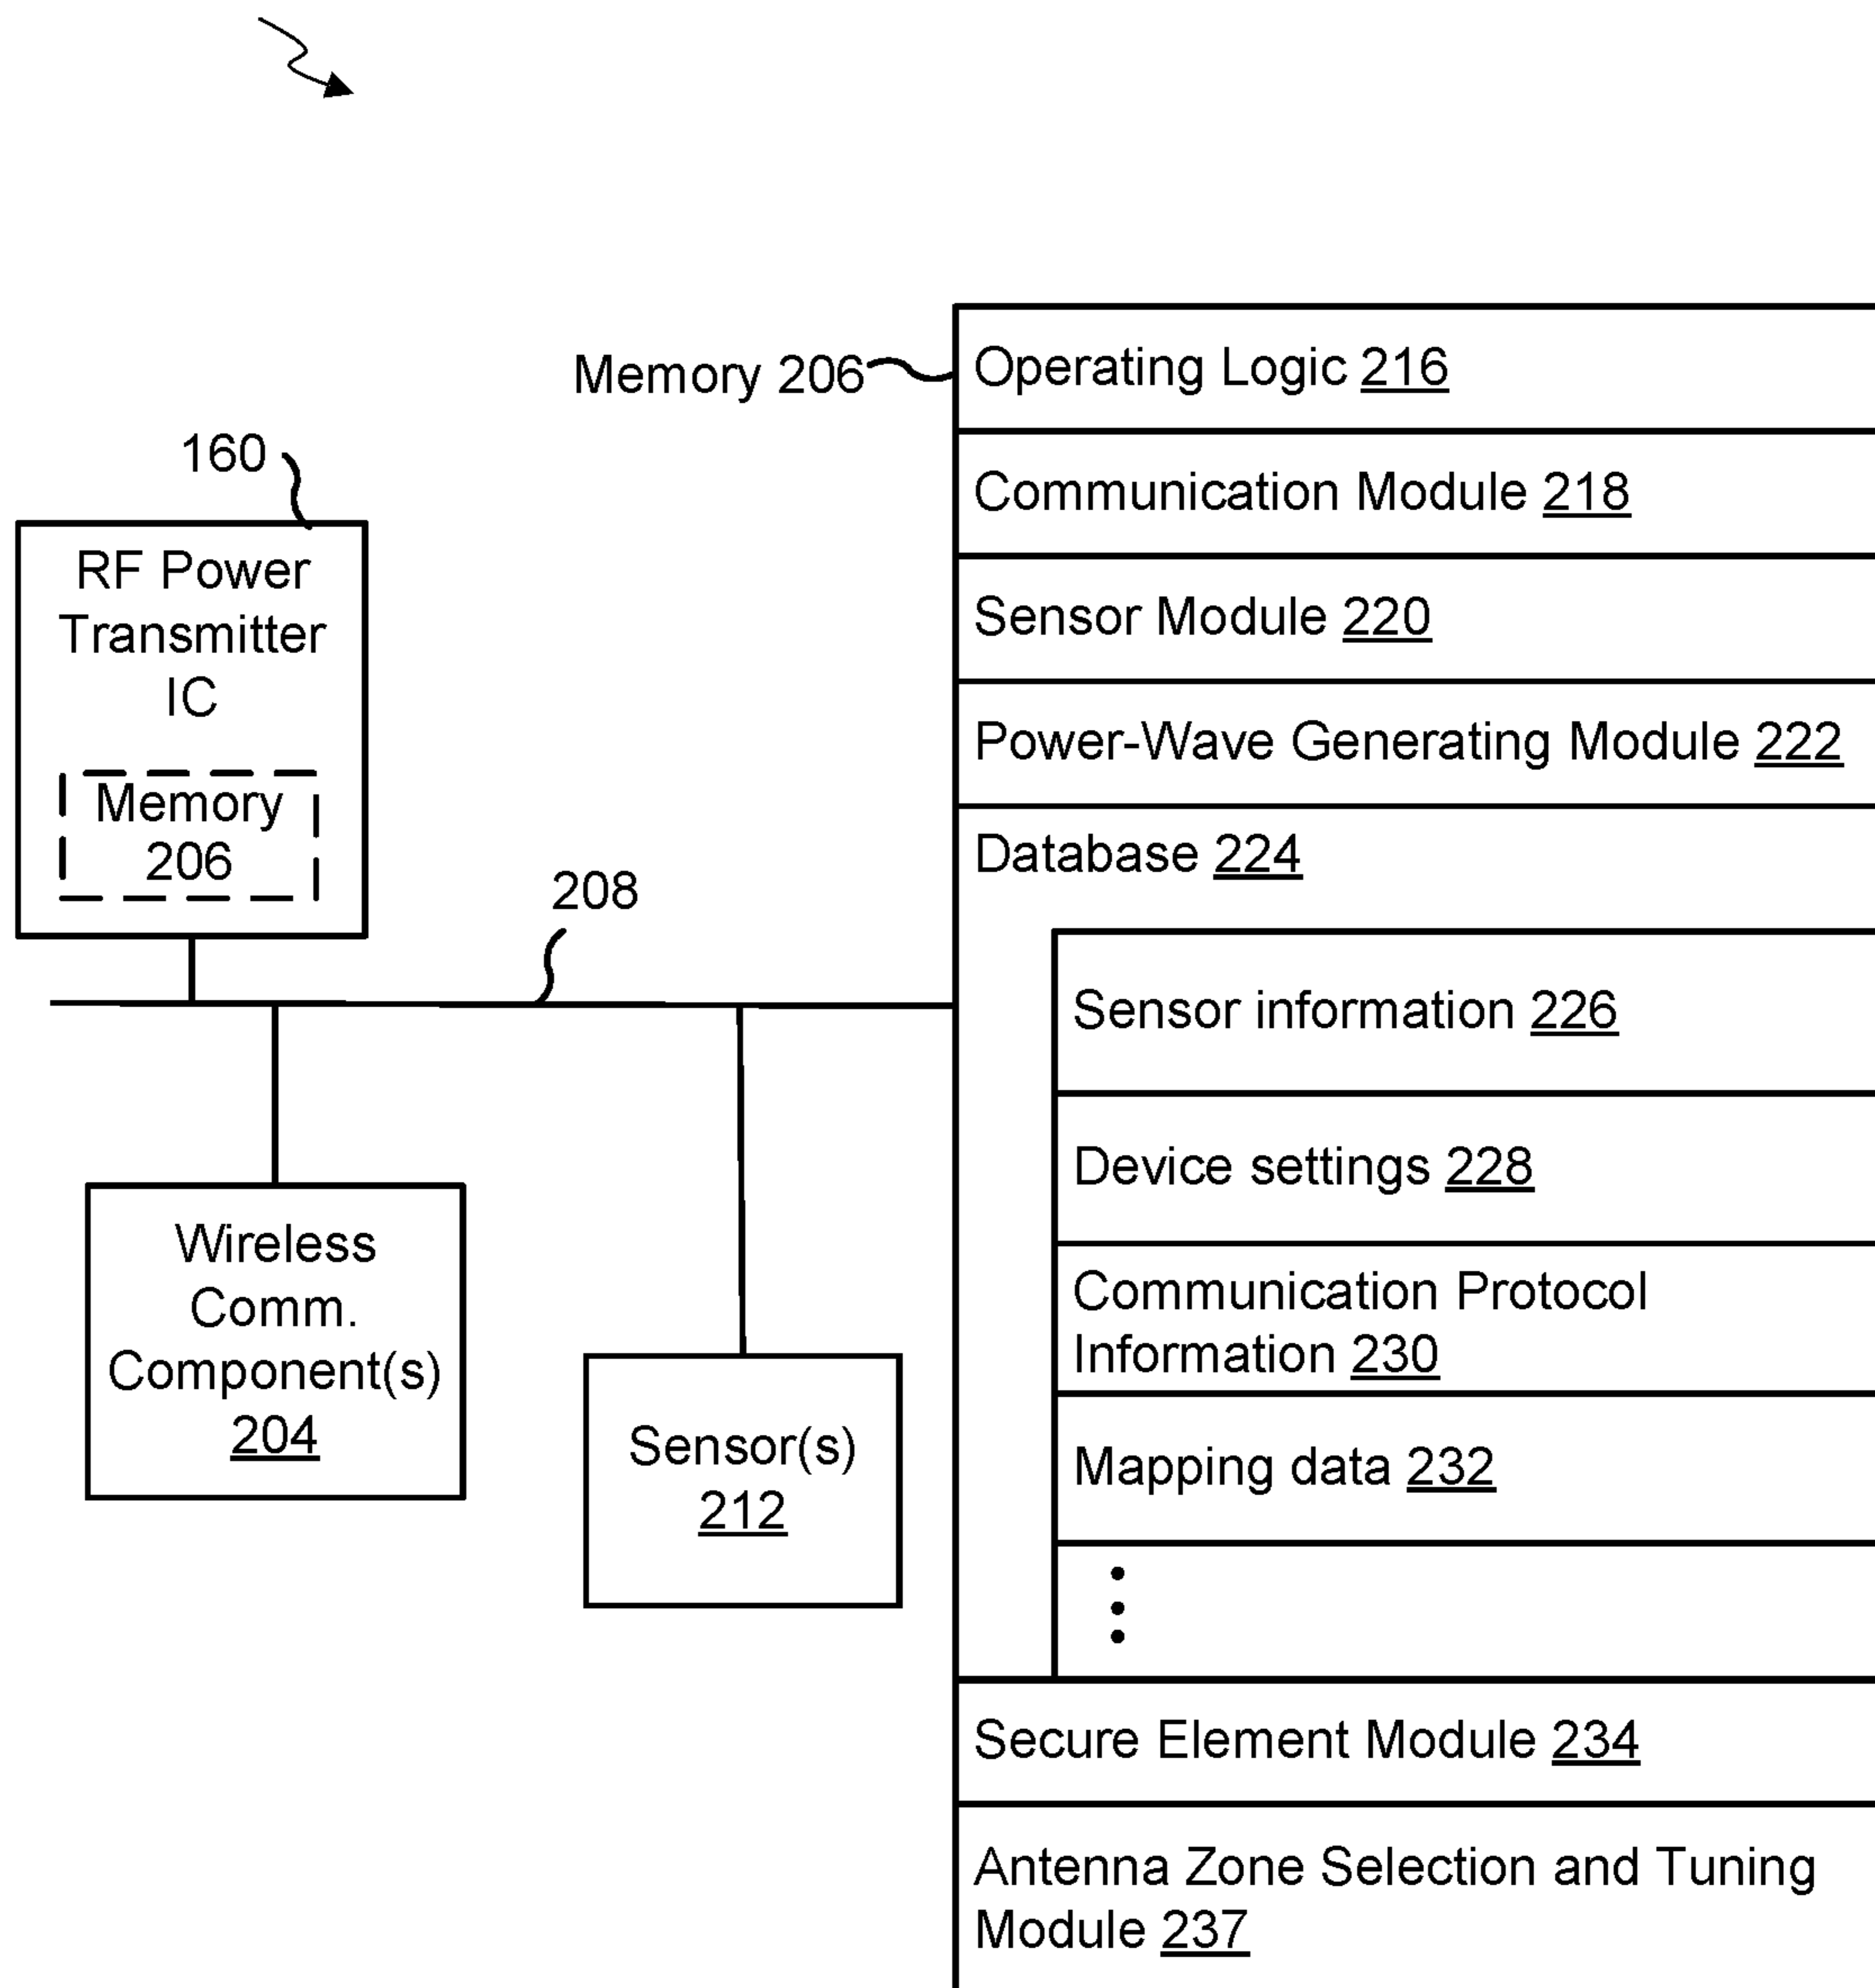 160
RF Power
Transmitter
IC
Memory
206
208
Wireless
Comm.
Component(s)
204
Sensor(s)
212
Memory 206
Operating Logic 216
Communication Module 218
Sensor Module 220
Power-Wave Generating Module 222
Database 224
Sensor information 226
Device settings 228
Communication Protocol
Information 230
Mapping data 232
Secure Element Module 234
Antenna Zone Selection and Tuning
Module 237